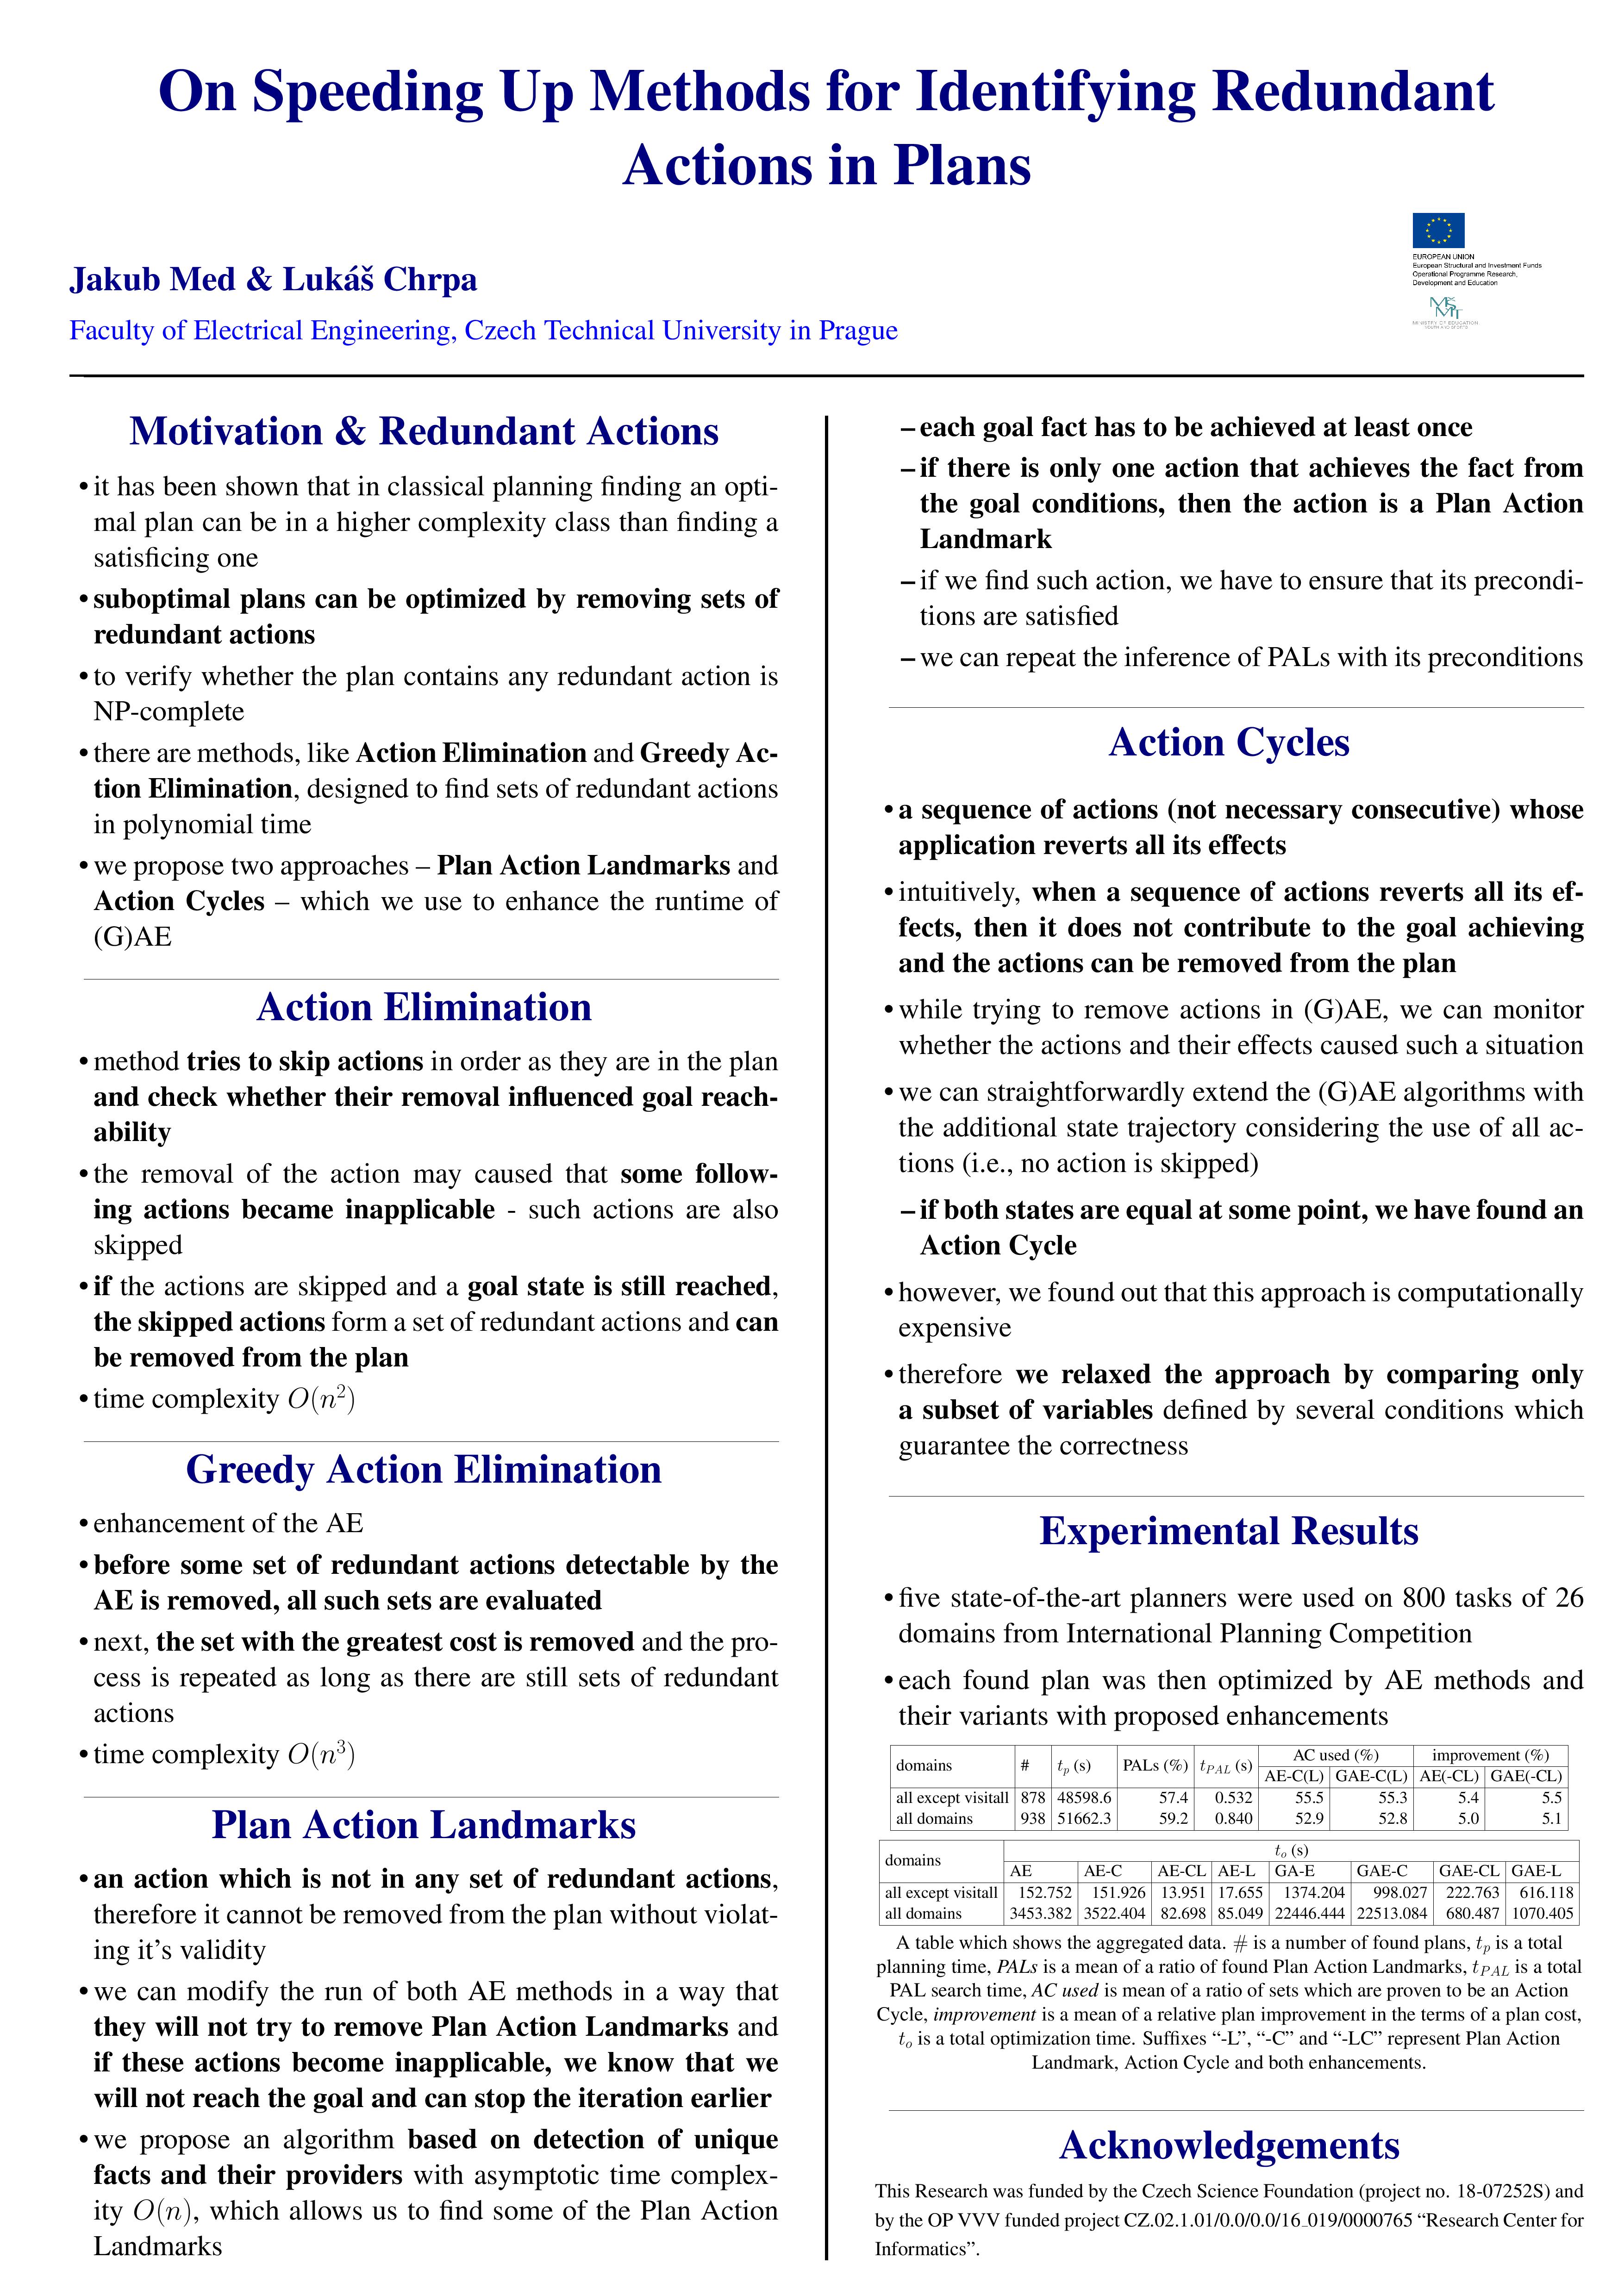 On Speeding Up Methods for Identifying Redundant
Actions in Plans
Jakub Med & Lukáš Chrpa
Faculty of Electrical Engineering, Czech Technical University in Prague
EUROPEAN UNION
European Structural and Investment Funds
Operational Programme Research,
Development and Education
MINISTRY OF EDUCATION
YOUTH AND SPORTS
Motivation & Redundant Actions
• it has been shown that in classical planning finding an opti-
mal plan can be in a higher complexity class than finding a
satisficing one
• suboptimal plans can be optimized by removing sets of
redundant actions
• to verify whether the plan contains any redundant action is
NP-complete
• there are methods, like Action Elimination and Greedy Ac-
tion Elimination, designed to find sets of redundant actions
in polynomial time
• we propose two approaches – Plan Action Landmarks and
Action Cycles – which we use to enhance the runtime of
(G)AE
Action Elimination
• method tries to skip actions in order as they are in the plan
and check whether their removal influenced goal reach-
ability
• the removal of the action may caused that some follow-
ing actions became inapplicable - such actions are also
skipped
• if the actions are skipped and a goal state is still reached,
the skipped actions form a set of redundant actions and can
be removed from the plan
• time complexity O(n²)
Greedy Action Elimination
• enhancement of the AE
• before some set of redundant actions detectable by the
AE is removed, all such sets are evaluated
• next, the set with the greatest cost is removed and the pro-
cess is repeated as long as there are still sets of redundant
actions
• time complexity O(n³)
Plan Action Landmarks
• an action which is not in any set of redundant actions,
therefore it cannot be removed from the plan without violat-
ing it's validity
• we can modify the run of both AE methods in a way that
they will not try to remove Plan Action Landmarks and
if these actions become inapplicable, we know that we
will not reach the goal and can stop the iteration earlier
• we propose an algorithm based on detection of unique
facts and their providers with asymptotic time complex-
ity O(n), which allows us to find some of the Plan Action
Landmarks
– each goal fact has to be achieved at least once
– if there is only one action that achieves the fact from
the goal conditions, then the action is a Plan Action
Landmark
– if we find such action, we have to ensure that its precondi-
tions are satisfied
– we can repeat the inference of PALs with its preconditions
Action Cycles
• a sequence of actions (not necessary consecutive) whose
application reverts all its effects
• intuitively, when a sequence of actions reverts all its ef-
fects, then it does not contribute to the goal achieving
and the actions can be removed from the plan
• while trying to remove actions in (G)AE, we can monitor
whether the actions and their effects caused such a situation
• we can straightforwardly extend the (G)AE algorithms with
the additional state trajectory considering the use of all ac-
tions (i.e., no action is skipped)
– if both states are equal at some point, we have found an
Action Cycle
• however, we found out that this approach is computationally
expensive
• therefore we relaxed the approach by comparing only
a subset of variables defined by several conditions which
guarantee the correctness
Experimental Results
• five state-of-the-art planners were used on 800 tasks of 26
domains from International Planning Competition
• each found plan was then optimized by AE methods and
their variants with proposed enhancements
domains # t_p (s) PALs (%) t_PAL (s) AC used (%) improvement (%)
AE-C(L) GAE-C(L) AE(-CL) GAE(-CL)
all except visitall 878 48598.6 57.4 0.532 55.5 55.3 5.4 5.5
all domains 938 51662.3 59.2 0.840 52.9 52.8 5.0 5.1
domains t_o (s)
AE AE-C AE-CL AE-L GA-E GAE-C GAE-CL GAE-L
all except visitall 152.752 151.926 13.951 17.655 1374.204 998.027 222.763 616.118
all domains 3453.382 3522.404 82.698 85.049 22446.444 22513.084 680.487 1070.405
A table which shows the aggregated data. # is a number of found plans, t_p is a total
planning time, PALs is a mean of a ratio of found Plan Action Landmarks, t_PAL is a total
PAL search time, AC used is mean of a ratio of sets which are proven to be an Action
Cycle, improvement is a mean of a relative plan improvement in the terms of a plan cost,
t_o is a total optimization time. Suffixes “-L”, “-C” and “-LC” represent Plan Action
Landmark, Action Cycle and both enhancements.
Acknowledgements
This Research was funded by the Czech Science Foundation (project no. 18-07252S) and
by the OP VVV funded project CZ.02.1.01/0.0/0.0/16_019/0000765 “Research Center for
Informatics”.